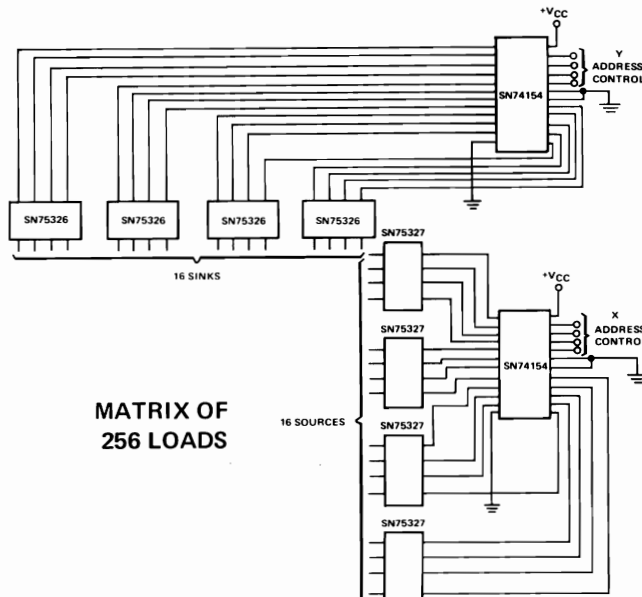 +VCC
Y
ADDRESS
CONTROL
SN74154
SN75326
SN75326
SN75326
SN75326
SN75327
16 SINKS
+VCC
X
ADDRESS
CONTROL
SN74154
SN75327
MATRIX OF
256 LOADS
16 SOURCES
SN75327
SN75327